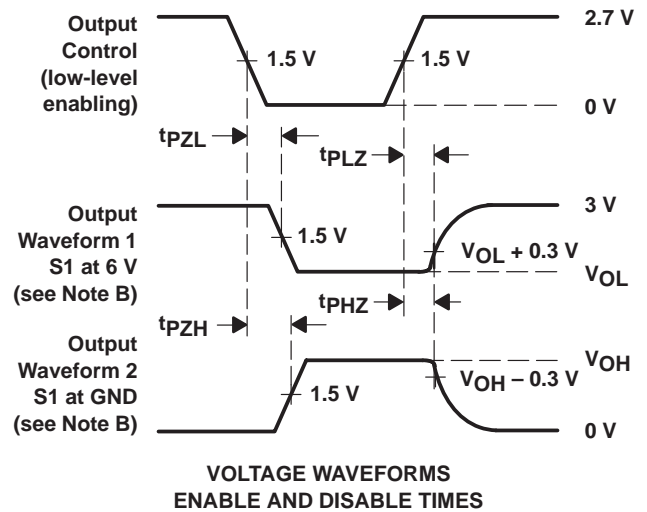 Output
Control
(low-level
enabling)
1.5 V
1.5 V
2.7 V
0 V
tPZL
tPLZ
Output
Waveform 1
S1 at 6 V
(see Note B)
1.5 V
3 V
VOL + 0.3 V
VOL
tPZH
tPHZ
Output
Waveform 2
S1 at GND
(see Note B)
1.5 V
VOH
VOH – 0.3 V
0 V
VOLTAGE WAVEFORMS
ENABLE AND DISABLE TIMES